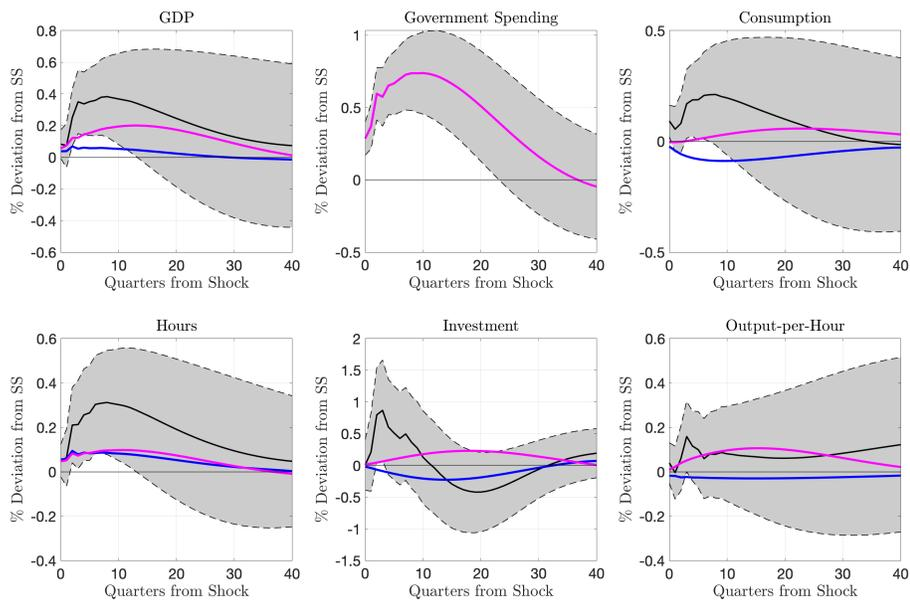 GDP
% Deviation from SS
0.8
0.6
0.4
0.2
0
-0.2
-0.4
-0.6
0 10 20 30 40
Quarters from Shock
Government Spending
% Deviation from SS
1
0.5
0
-0.5
0 10 20 30 40
Quarters from Shock
Consumption
% Deviation from SS
0.5
0
-0.5
0 10 20 30 40
Quarters from Shock
Hours
% Deviation from SS
0.6
0.4
0.2
0
-0.2
-0.4
0 10 20 30 40
Quarters from Shock
Investment
% Deviation from SS
2
1.5
1
0.5
0
-0.5
-1
-1.5
0 10 20 30 40
Quarters from Shock
Output-per-Hour
% Deviation from SS
0.6
0.4
0.2
0
-0.2
-0.4
0 10 20 30 40
Quarters from Shock